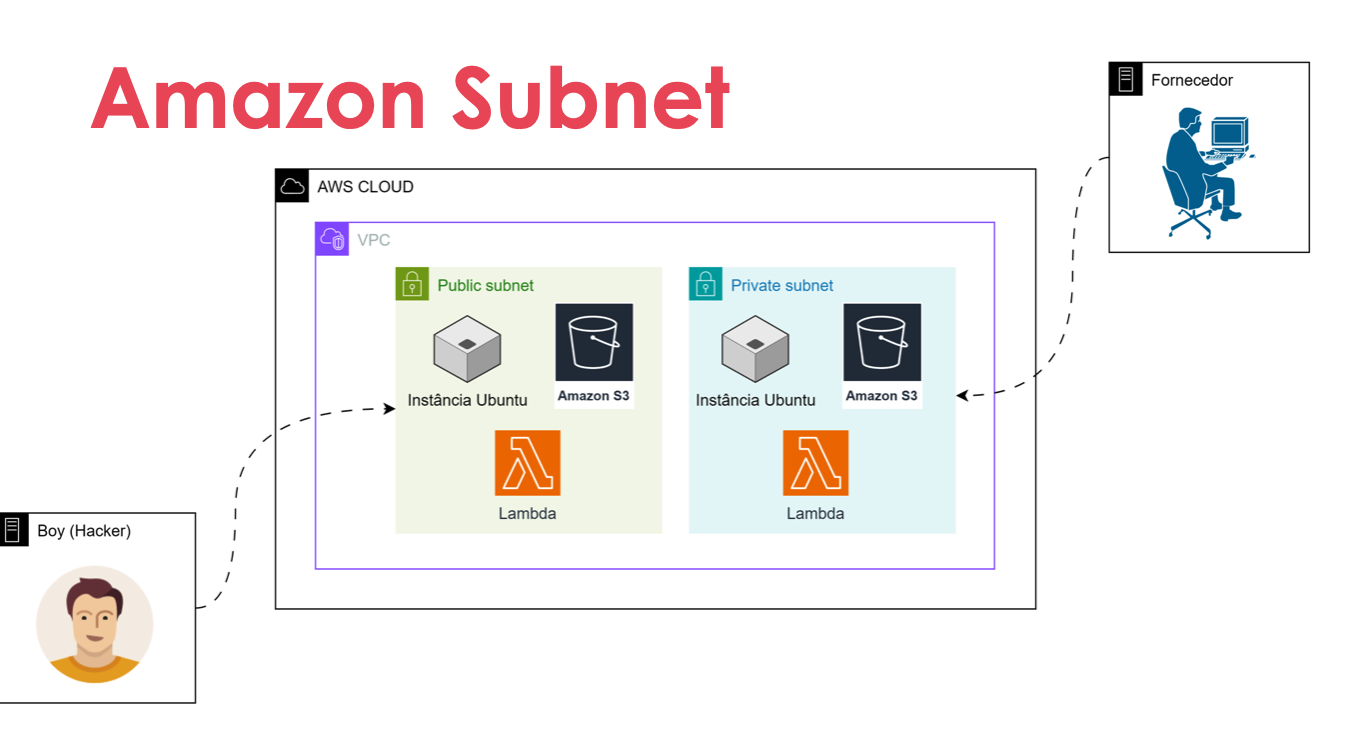 Amazon Subnet
Fornecedor
AWS CLOUD
VPC
Public subnet
Private subnet
Instância Ubuntu
Amazon S3
Instância Ubuntu
Amazon S3
Lambda
Lambda
Boy (Hacker)